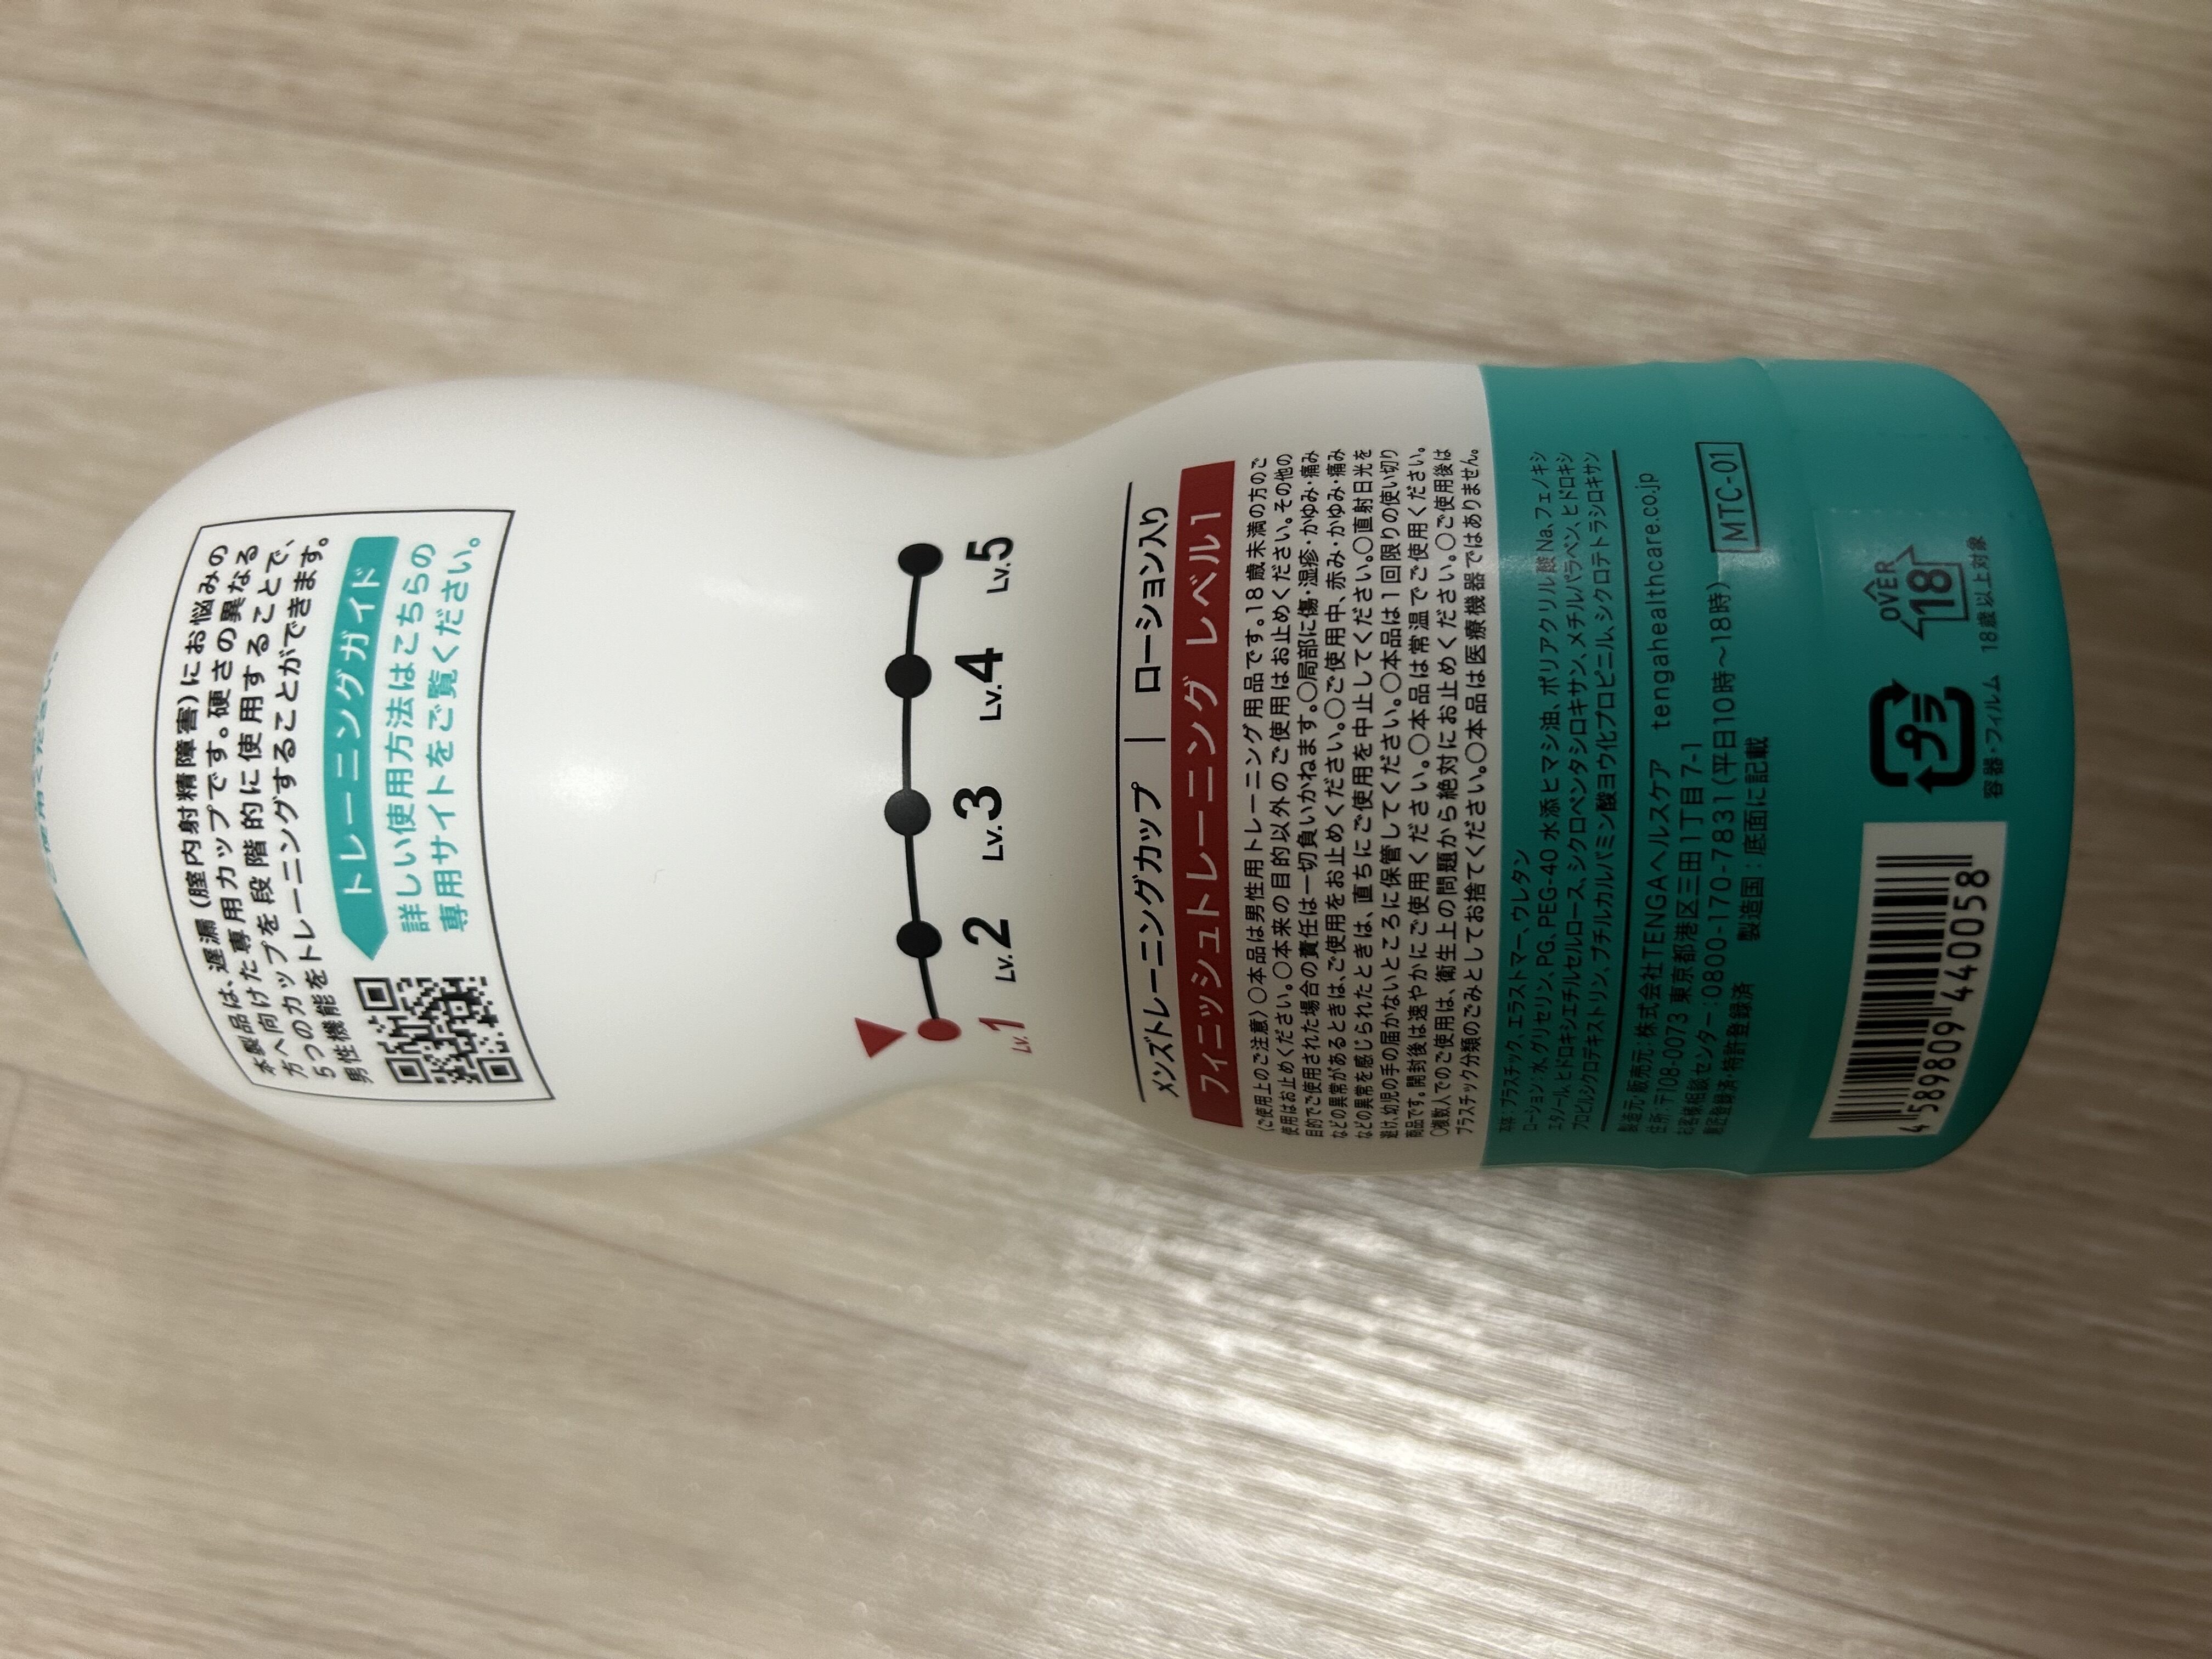 本製品は、遅漏（膣内射精障害）にお悩みの
方へ向けた専用カップです。硬さの異なる
5つのカップを段階的に使用することで、
男性機能をトレーニングすることができます。
トレーニングガイド
詳しい使用方法はこちらの
専用サイトをご覧ください。
Lv.1 Lv.2 Lv.3 Lv.4 Lv.5
メンズトレーニングカップ | ローション入り
フィニッシュトレーニング レベル1
〈ご使用上のご注意〉○本品は男性用トレーニング用品です。18歳未満の方のご
使用はお止めください。○本来の目的以外のご使用はお止めください。その他の
目的でご使用された場合の責任は一切負いかねます。○局部に傷・湿疹・かゆみ・痛み
などの異常があるときは、ご使用をお止めください。○ご使用中、赤み・かゆみ・痛み
などの異常を感じられたときは、直ちにご使用を中止してください。○直射日光を
避け、幼児の手の届かないところに保管してください。○本品は1回限りの使い切り
商品です。開封後は速やかにご使用ください。○本品は常温でご使用ください。
○複数人でのご使用は、衛生上の問題から絶対にお止めください。○ご使用後は
プラスチック分類のごみとしてお捨てください。○本品は医療機器ではありません。
本体：プラスチック、エラストマー、ウレタン
ローション：水、グリセリン、PG、PEG-40 水添ヒマシ油、ポリアクリル酸Na、フェノキシ
エタノール、ヒドロキシエチルセルロース、シクロペンタシロキサン、メチルパラベン、ヒドロキシ
プロピルシクロデキストリン、ブチルカルバミン酸ヨウ化プロピニル、シクロテトラシロキサン
製造元・販売元：株式会社TENGAヘルスケア tengahealthcare.co.jp
住所：〒108-0073 東京都港区三田1丁目7-1
お客様相談センター：0800-170-7831（平日10時〜18時）
意匠登録済・特許登録済 製造国：底面に記載
MTC-01
4 589809 440058
プラ
容器・フィルム
OVER
18
18歳以上対象